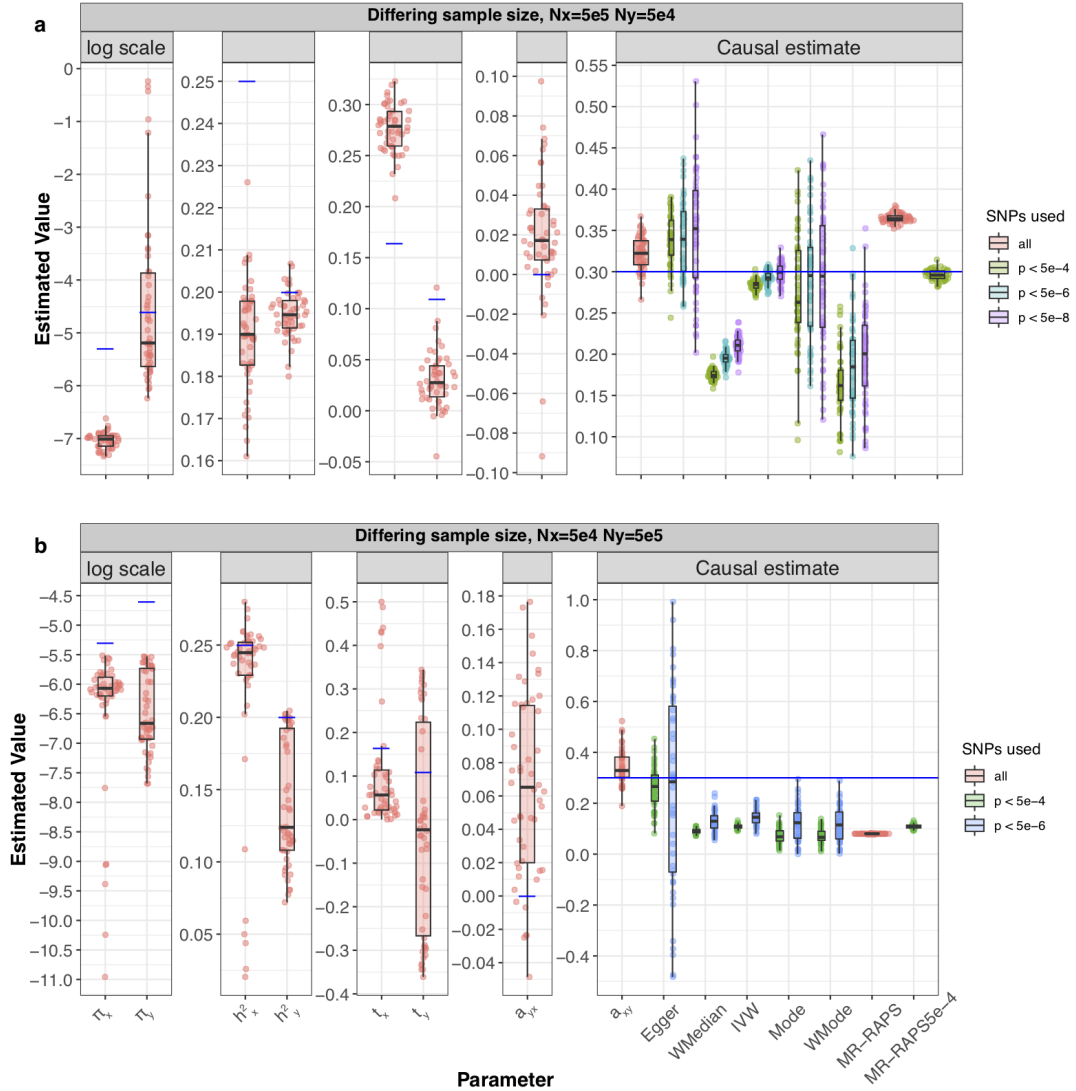 a
Differing sample size, Nx=5e5 Ny=5e4
log scale
Causal estimate
Estimated Value
0
−1
−2
−3
−4
−5
−6
−7
0.25
0.24
0.23
0.22
0.21
0.20
0.19
0.18
0.17
0.16
0.30
0.25
0.20
0.15
0.10
0.05
0.00
−0.05
0.10
0.08
0.06
0.04
0.02
0.00
−0.02
−0.04
−0.06
−0.08
−0.10
0.55
0.50
0.45
0.40
0.35
0.30
0.25
0.20
0.15
0.10
SNPs used
all
p < 5e−4
p < 5e−6
p < 5e−8
b
Differing sample size, Nx=5e4 Ny=5e5
log scale
Causal estimate
Estimated Value
−4.5
−5.0
−5.5
−6.0
−6.5
−7.0
−7.5
−8.0
−8.5
−9.0
−9.5
−10.0
−10.5
−11.0
0.25
0.20
0.15
0.10
0.05
0.5
0.4
0.3
0.2
0.1
0.0
−0.1
−0.2
−0.3
−0.4
0.18
0.16
0.14
0.12
0.10
0.08
0.06
0.04
0.02
0.00
−0.02
−0.04
1.0
0.8
0.6
0.4
0.2
0.0
−0.2
−0.4
SNPs used
all
p < 5e−4
p < 5e−6
π_x
π_y
h²_x
h²_y
t_x
t_y
a_yx
a_xy
Egger
WMedian
IVW
Mode
WMode
MR−RAPS
MR−RAPS5e−4
Parameter